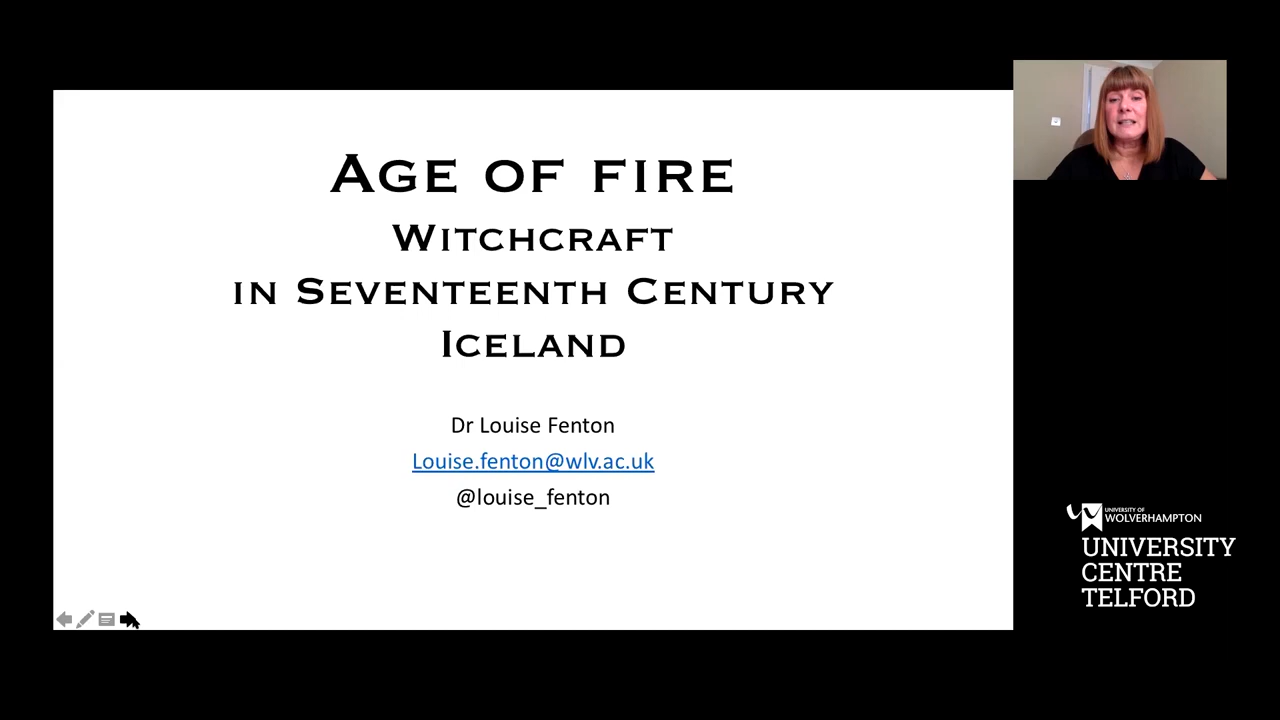 AGE OF FIRE
WITCHCRAFT
IN SEVENTEENTH CENTURY
ICELAND
Dr Louise Fenton
Louise.fenton@wlv.ac.uk
@louise_fenton
UNIVERSITY OF
WOLVERHAMPTON
UNIVERSITY
CENTRE
TELFORD